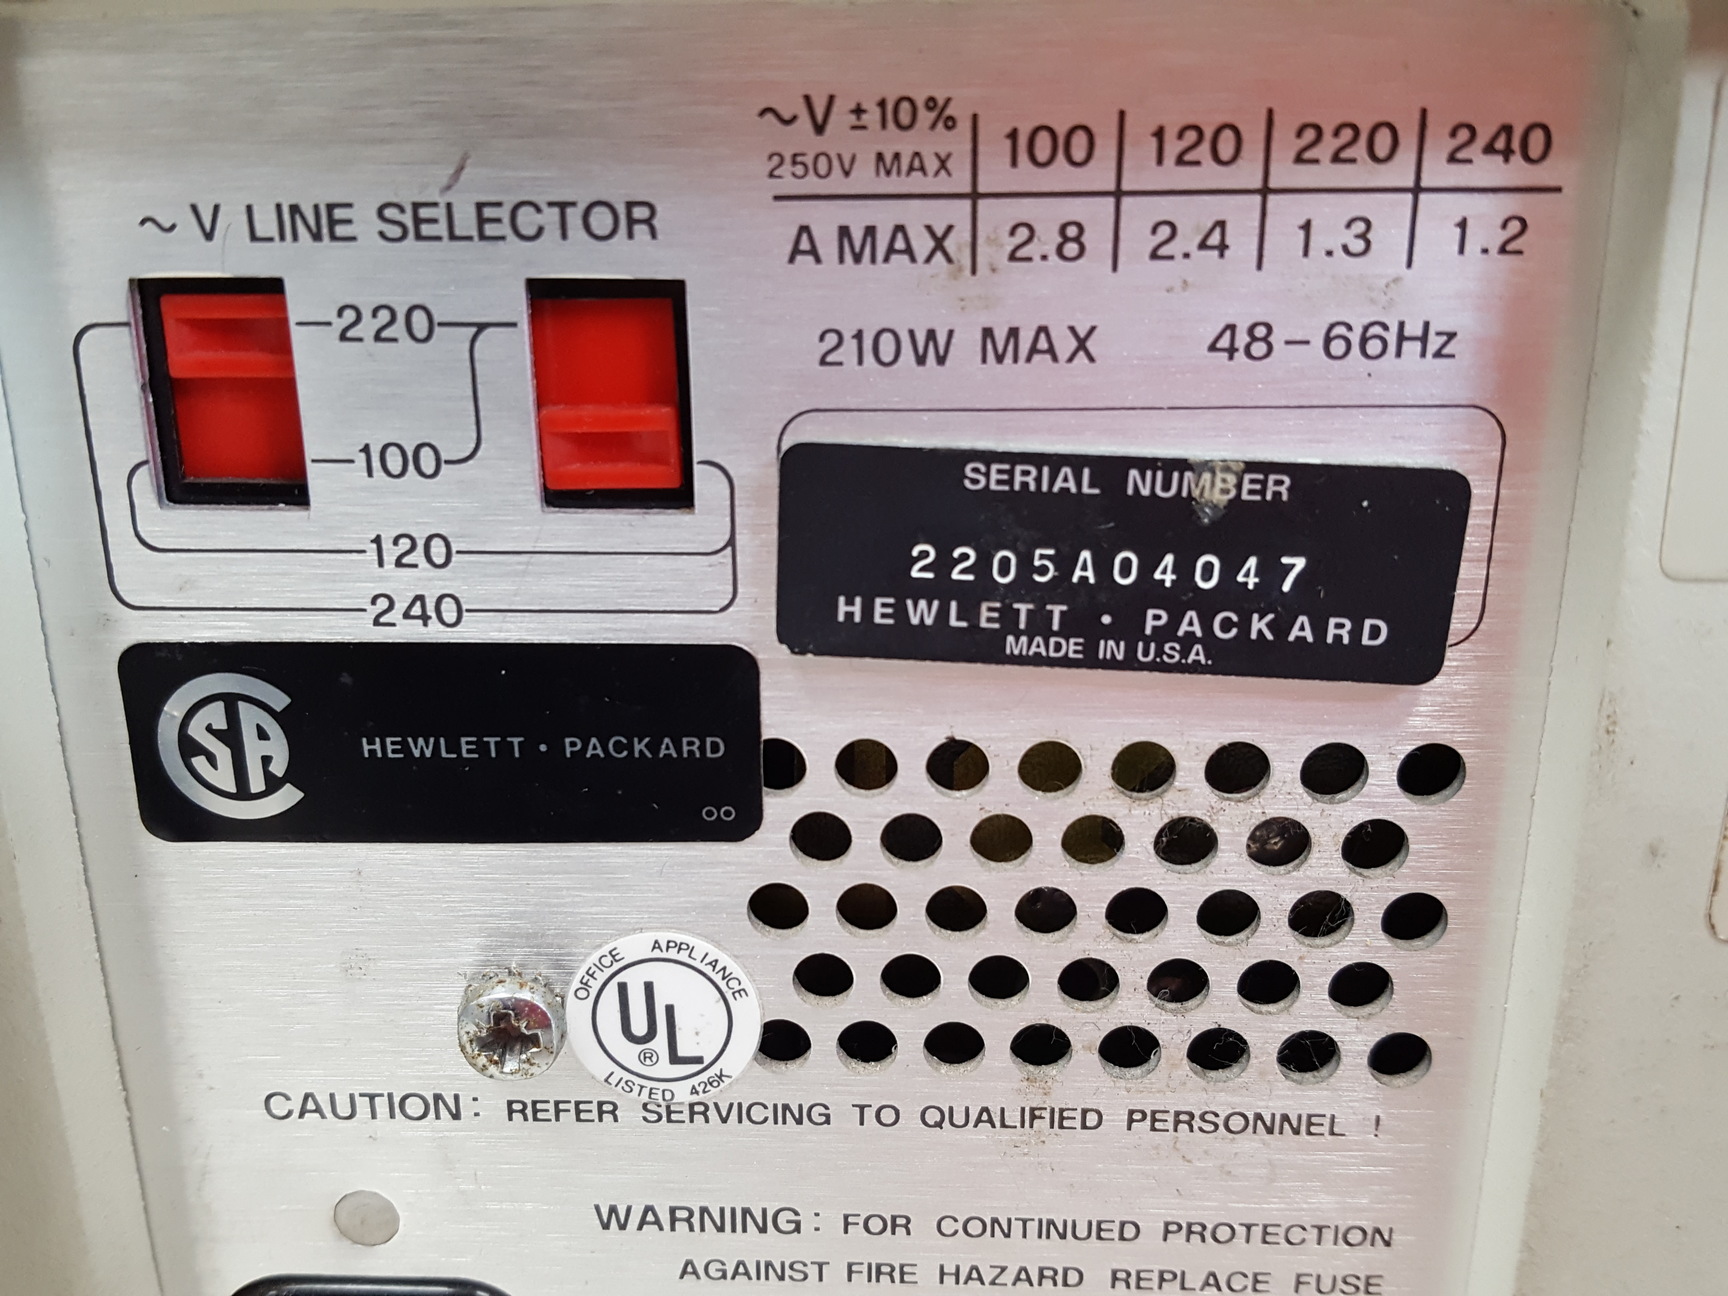 ~V LINE SELECTOR
220
100
120
240
~V ±10% 100 120 220 240
250V MAX
A MAX 2.8 2.4 1.3 1.2
210W MAX 48-66Hz
SERIAL NUMBER
2205A04047
HEWLETT • PACKARD
MADE IN U.S.A.
CSA
HEWLETT • PACKARD
OO
OFFICE APPLIANCE
UL
®
LISTED 426K
CAUTION: REFER SERVICING TO QUALIFIED PERSONNEL !
WARNING: FOR CONTINUED PROTECTION
AGAINST FIRE HAZARD REPLACE FUSE